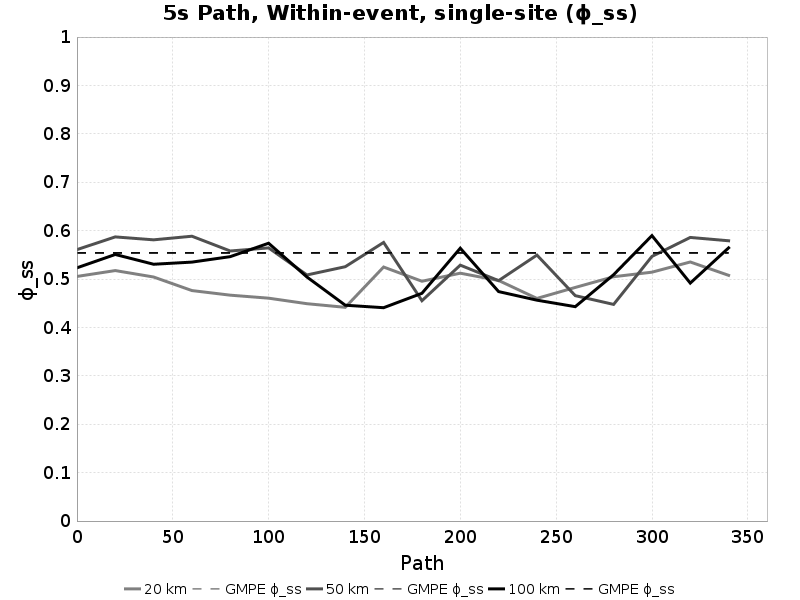 5s Path, Within-event, single-site (ϕ_ss)
1
0.9
0.8
0.7
0.6
0.5
0.4
0.3
0.2
0.1
0
ϕ_ss
0 50 100 150 200 250 300 350
Path
20 km GMPE ϕ_ss 50 km GMPE ϕ_ss 100 km GMPE ϕ_ss